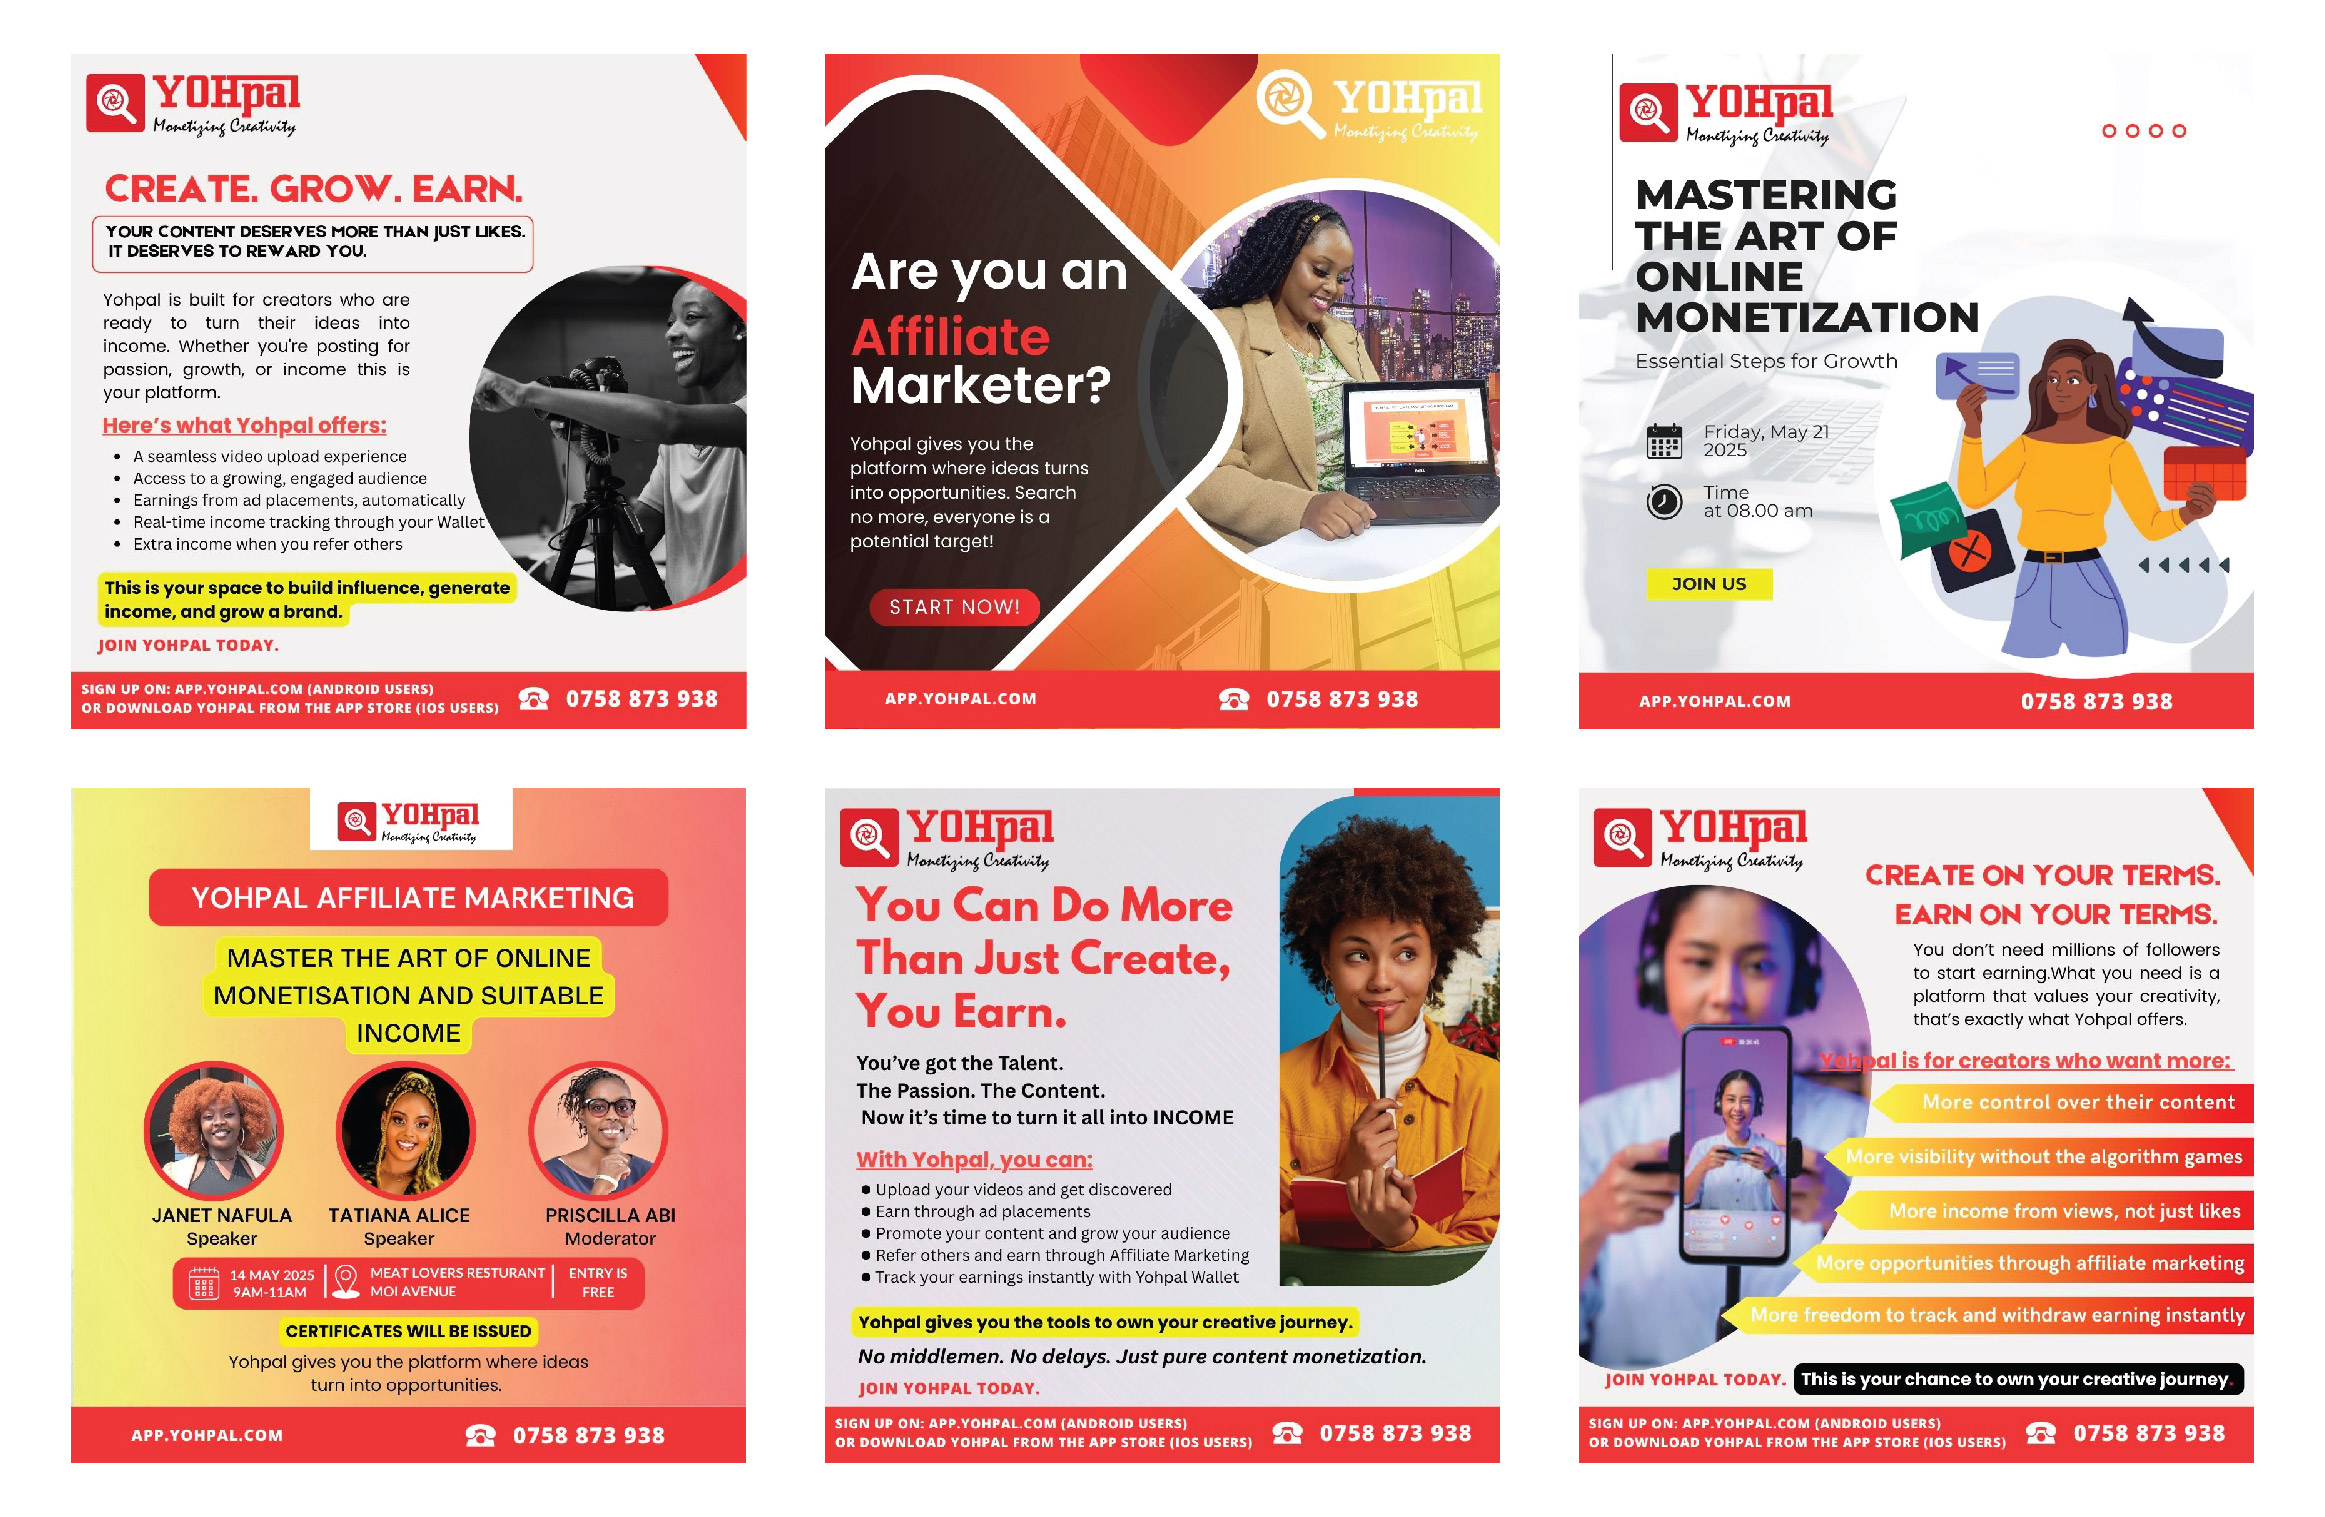 YOHpal
Monetizing Creativity
CREATE. GROW. EARN.
YOUR CONTENT DESERVES MORE THAN JUST LIKES.
IT DESERVES TO REWARD YOU.
Yohpal is built for creators who are
ready to turn their ideas into
income. Whether you're posting for
passion, growth, or income this is
your platform.
Here's what Yohpal offers:
• A seamless video upload experience
• Access to a growing, engaged audience
• Earnings from ad placements, automatically
• Real-time income tracking through your Wallet
• Extra income when you refer others
This is your space to build influence, generate
income, and grow a brand.
JOIN YOHPAL TODAY.
SIGN UP ON: APP.YOHPAL.COM (ANDROID USERS)
OR DOWNLOAD YOHPAL FROM THE APP STORE (IOS USERS)
0758 873 938
YOHpal
Monetizing Creativity
Are you an
Affiliate
Marketer?
Yohpal gives you the
platform where ideas turns
into opportunities. Search
no more, everyone is a
potential target!
START NOW!
APP.YOHPAL.COM
0758 873 938
YOHpal
Monetizing Creativity
MASTERING
THE ART OF
ONLINE
MONETIZATION
Essential Steps for Growth
Friday, May 21
2025
Time
at 08.00 am
JOIN US
APP.YOHPAL.COM
0758 873 938
YOHpal
Monetizing Creativity
YOHPAL AFFILIATE MARKETING
MASTER THE ART OF ONLINE
MONETISATION AND SUITABLE
INCOME
JANET NAFULA
Speaker
TATIANA ALICE
Speaker
PRISCILLA ABI
Moderator
14 MAY 2025
9AM-11AM
MEAT LOVERS RESTURANT
MOI AVENUE
ENTRY IS
FREE
CERTIFICATES WILL BE ISSUED
Yohpal gives you the platform where ideas
turn into opportunities.
APP.YOHPAL.COM
0758 873 938
YOHpal
Monetizing Creativity
You Can Do More
Than Just Create,
You Earn.
You've got the Talent.
The Passion. The Content.
Now it's time to turn it all into INCOME
With Yohpal, you can:
● Upload your videos and get discovered
● Earn through ad placements
● Promote your content and grow your audience
● Refer others and earn through Affiliate Marketing
● Track your earnings instantly with Yohpal Wallet
Yohpal gives you the tools to own your creative journey.
No middlemen. No delays. Just pure content monetization.
JOIN YOHPAL TODAY.
SIGN UP ON: APP.YOHPAL.COM (ANDROID USERS)
OR DOWNLOAD YOHPAL FROM THE APP STORE (IOS USERS)
0758 873 938
YOHpal
Monetizing Creativity
CREATE ON YOUR TERMS.
EARN ON YOUR TERMS.
You don't need millions of followers
to start earning.What you need is a
platform that values your creativity,
that's exactly what Yohpal offers.
Yohpal is for creators who want more:
More control over their content
More visibility without the algorithm games
More income from views, not just likes
More opportunities through affiliate marketing
More freedom to track and withdraw earning instantly
JOIN YOHPAL TODAY.
This is your chance to own your creative journey.
SIGN UP ON: APP.YOHPAL.COM (ANDROID USERS)
OR DOWNLOAD YOHPAL FROM THE APP STORE (IOS USERS)
0758 873 938